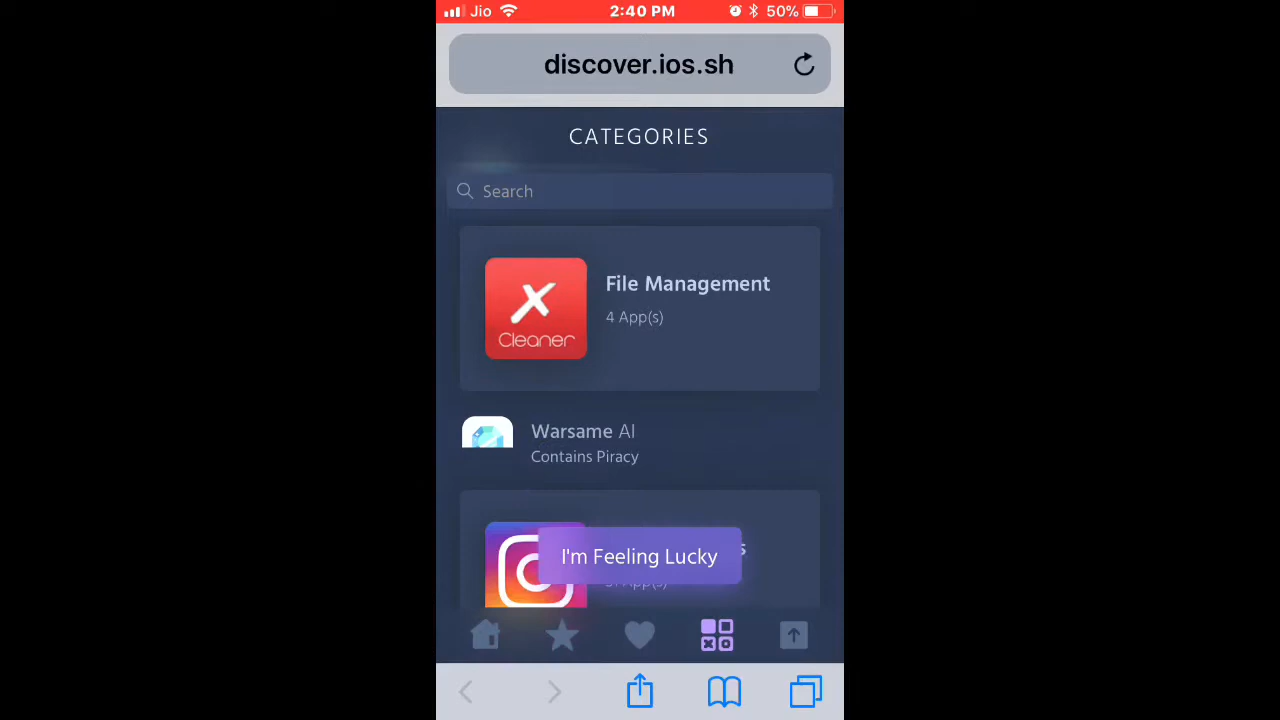 Jio 2:40 PM 50%
discover.ios.sh
CATEGORIES
Search
File Management
4 App(s)
Cleaner
Warsame AI
Contains Piracy
I'm Feeling Lucky
App(s)